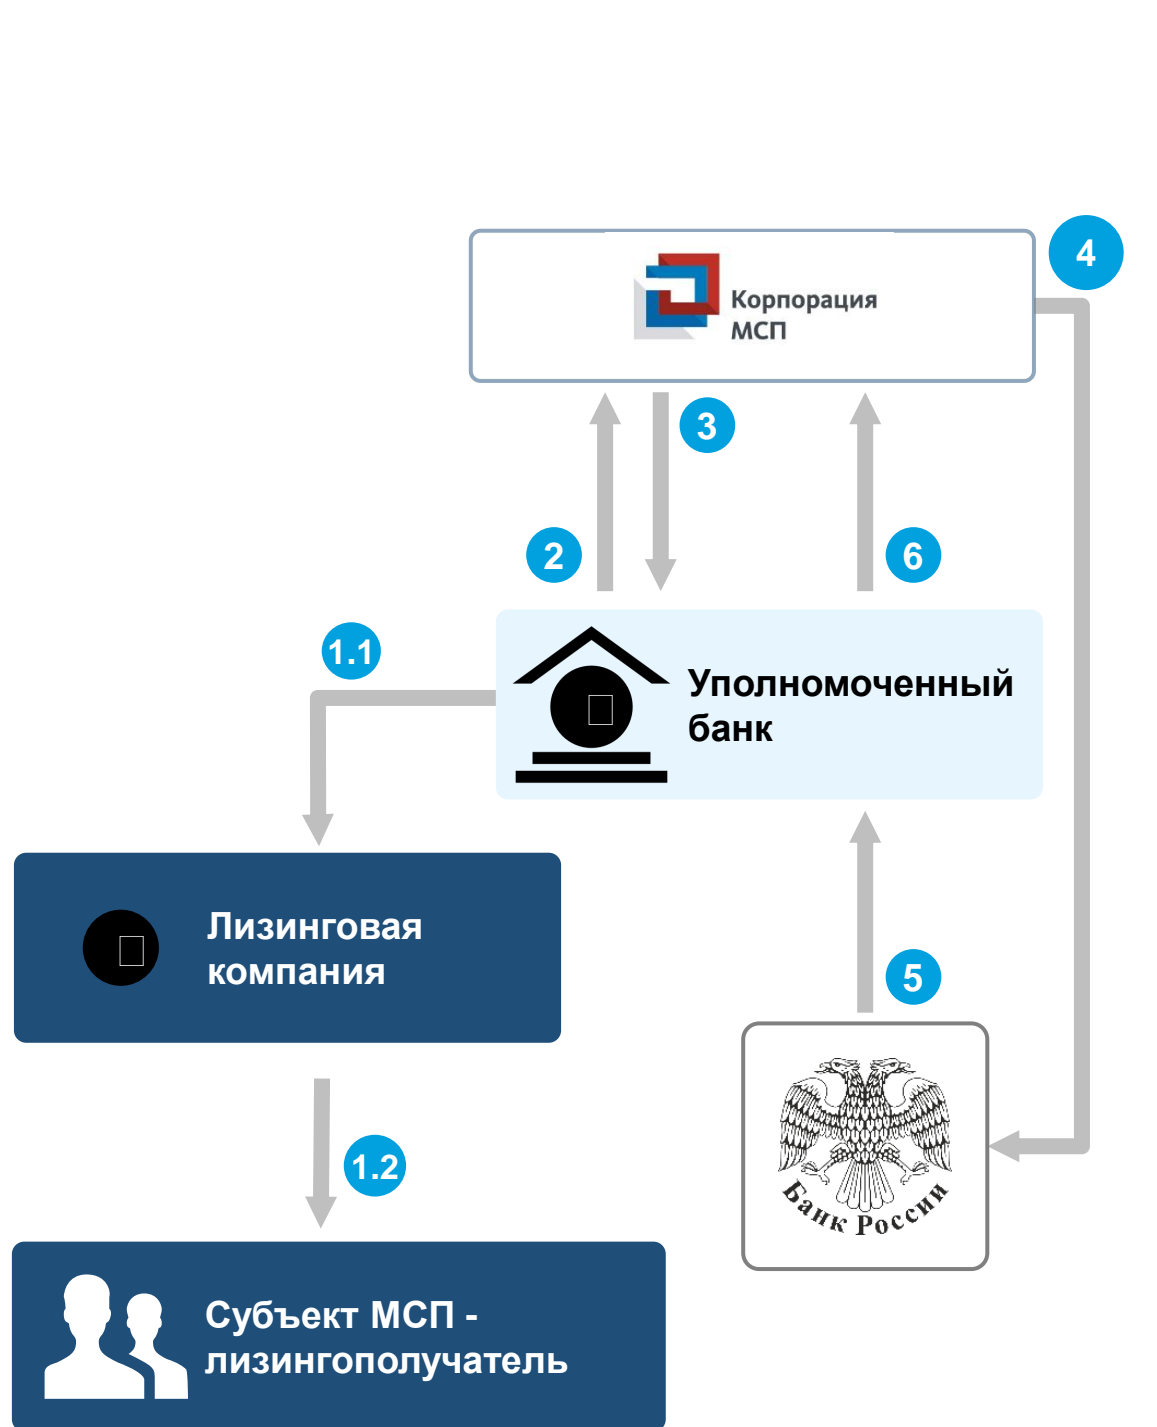 4
Корпорация
МСП
3
2
6
1.1
Уполномоченный
банк
Лизинговая
компания
5
1.2
Банк России
Субъект МСП -
лизингополучатель